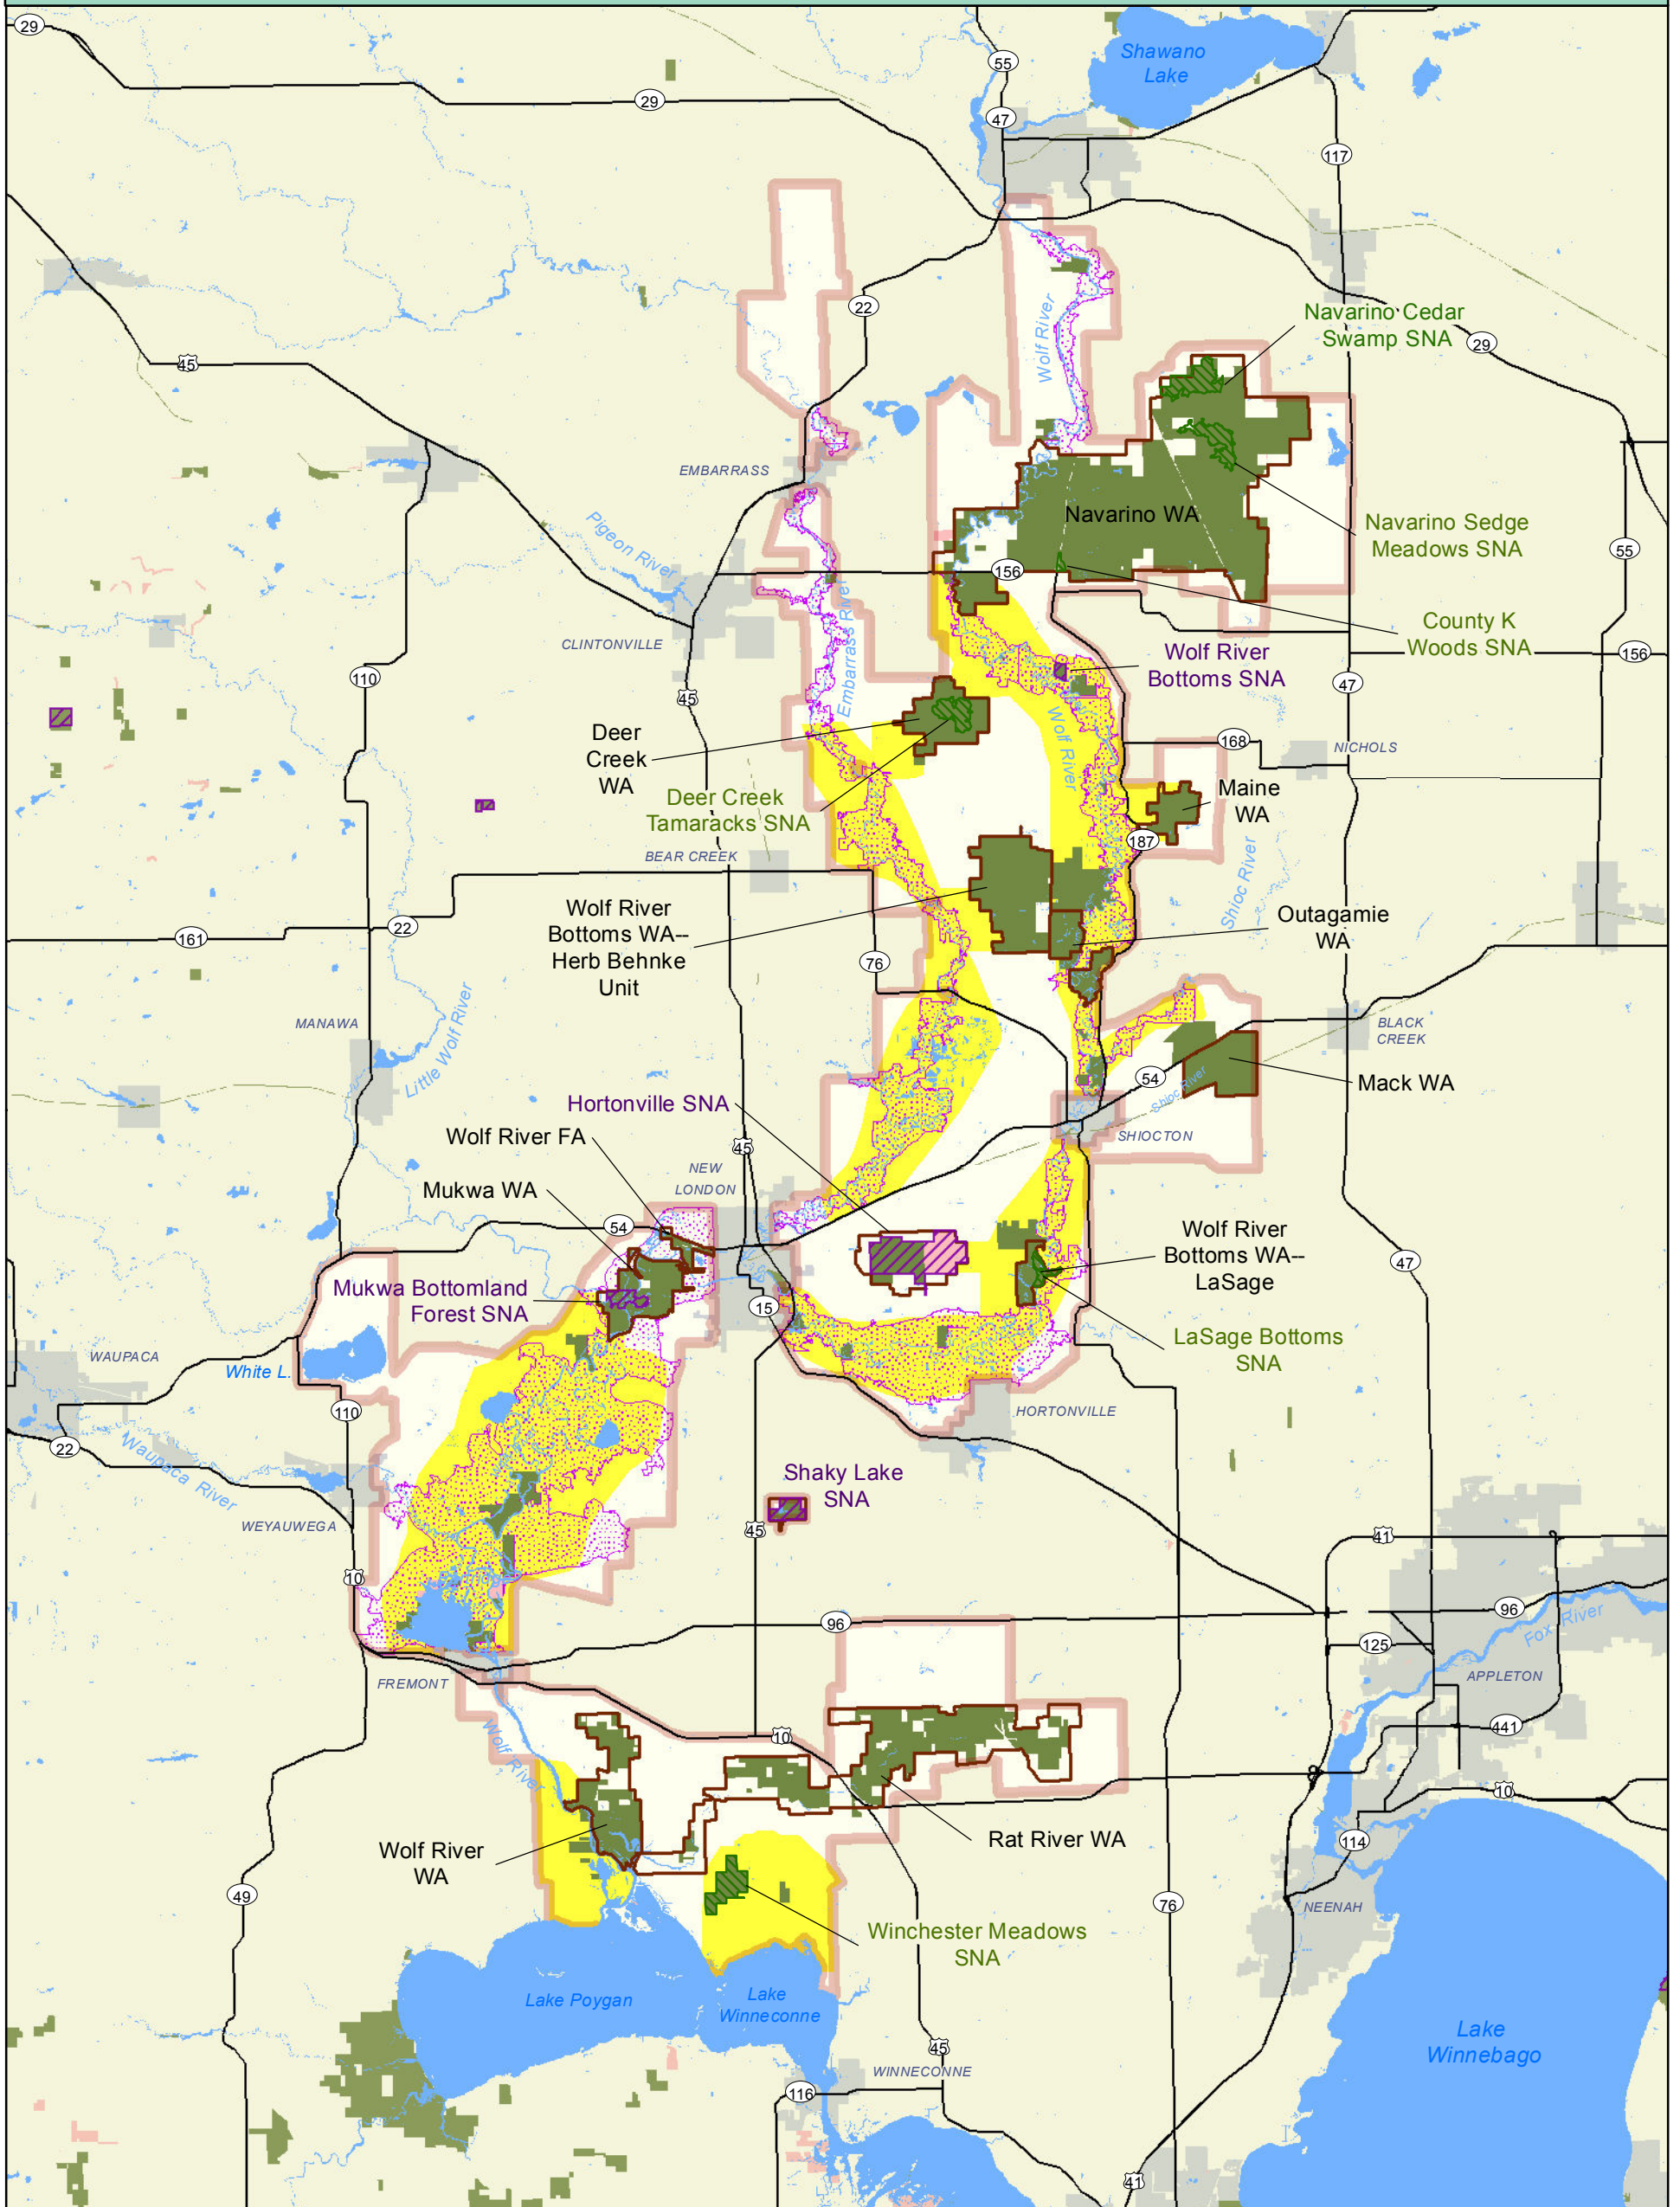 29
55
Shawano
Lake
29
47
117
22
Wolf River
Navarino Cedar
Swamp SNA
29
45
EMBARRASS
Pigeon River
Navarino WA
Navarino Sedge
Meadows SNA
55
156
Embarrass River
CLINTONVILLE
County K
Woods SNA
Wolf River
Bottoms SNA
156
110
45
47
Deer
Creek
WA
Wolf River
168
NICHOLS
Deer Creek
Tamaracks SNA
Maine
WA
187
BEAR CREEK
Shioc River
Wolf River
Bottoms WA--
Herb Behnke
Unit
Outagamie
WA
161
22
76
MANAWA
Little Wolf River
BLACK
CREEK
54
Shioc River
Mack WA
Hortonville SNA
Wolf River FA
45
SHIOCTON
NEW
LONDON
Mukwa WA
54
Wolf River
Bottoms WA--
LaSage
47
Mukwa Bottomland
Forest SNA
15
LaSage Bottoms
SNA
WAUPACA
White L.
110
HORTONVILLE
22
Waupaca River
Shaky Lake
SNA
WEYAUWEGA
45
41
10
96
96
Fox River
125
FREMONT
APPLETON
Wolf River
10
441
10
Wolf River
WA
Rat River WA
114
49
76
NEENAH
Winchester Meadows
SNA
Lake Poygan
Lake
Winneconne
Lake
Winnebago
45
WINNECONNE
116
41